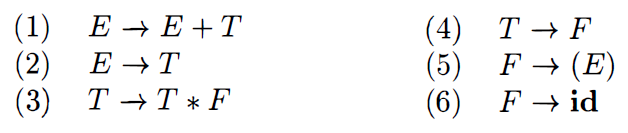 (1) E → E + T (4) T → F
(2) E → T (5) F → (E)
(3) T → T * F (6) F → id